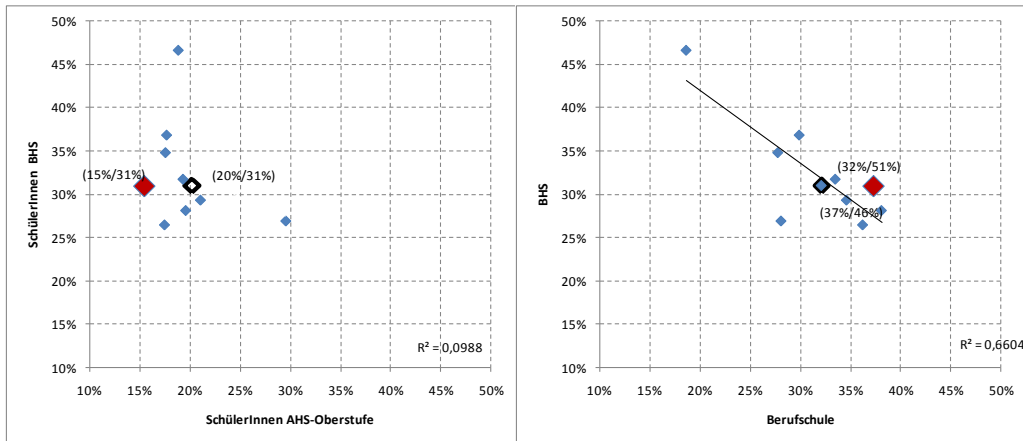 50%
45%
40%
35%
30%
25%
20%
15%
10%
SchülerInnen BHS
(15%/31%)
(20%/31%)
R² = 0,0988
10% 15% 20% 25% 30% 35% 40% 45% 50%
SchülerInnen AHS-Oberstufe
50%
45%
40%
35%
30%
25%
20%
15%
10%
BHS
(32%/51%)
(37%/46%)
R² = 0,6604
10% 15% 20% 25% 30% 35% 40% 45% 50%
Berufschule